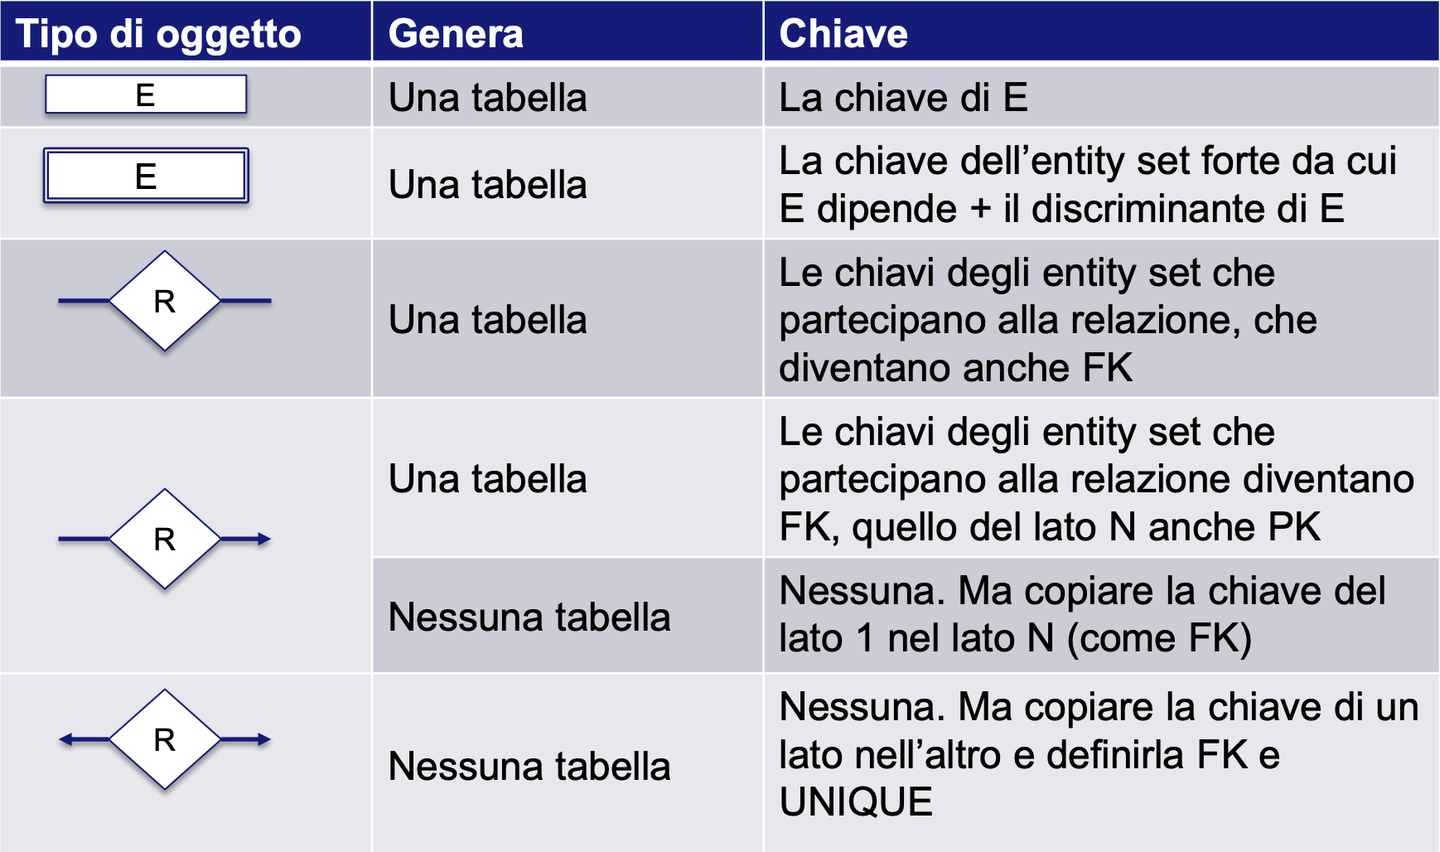 Tipo di oggetto
Genera
Chiave
E
Una tabella
La chiave di E
E
Una tabella
La chiave dell’entity set forte da cui
E dipende + il discriminante di E
R
Una tabella
Le chiavi degli entity set che
partecipano alla relazione, che
diventano anche FK
R
Una tabella
Le chiavi degli entity set che
partecipano alla relazione diventano
FK, quello del lato N anche PK
Nessuna tabella
Nessuna. Ma copiare la chiave del
lato 1 nel lato N (come FK)
R
Nessuna tabella
Nessuna. Ma copiare la chiave di un
lato nell’altro e definirla FK e
UNIQUE